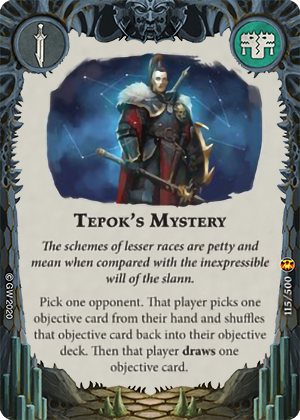 TEPOK'S MYSTERY
The schemes of lesser races are petty and
mean when compared with the inexpressible
will of the slann.
Pick one opponent. That player picks one
objective card from their hand and shuffles
that objective card back into their objective
deck. Then that player draws one
objective card.
© GW 2020
115/500